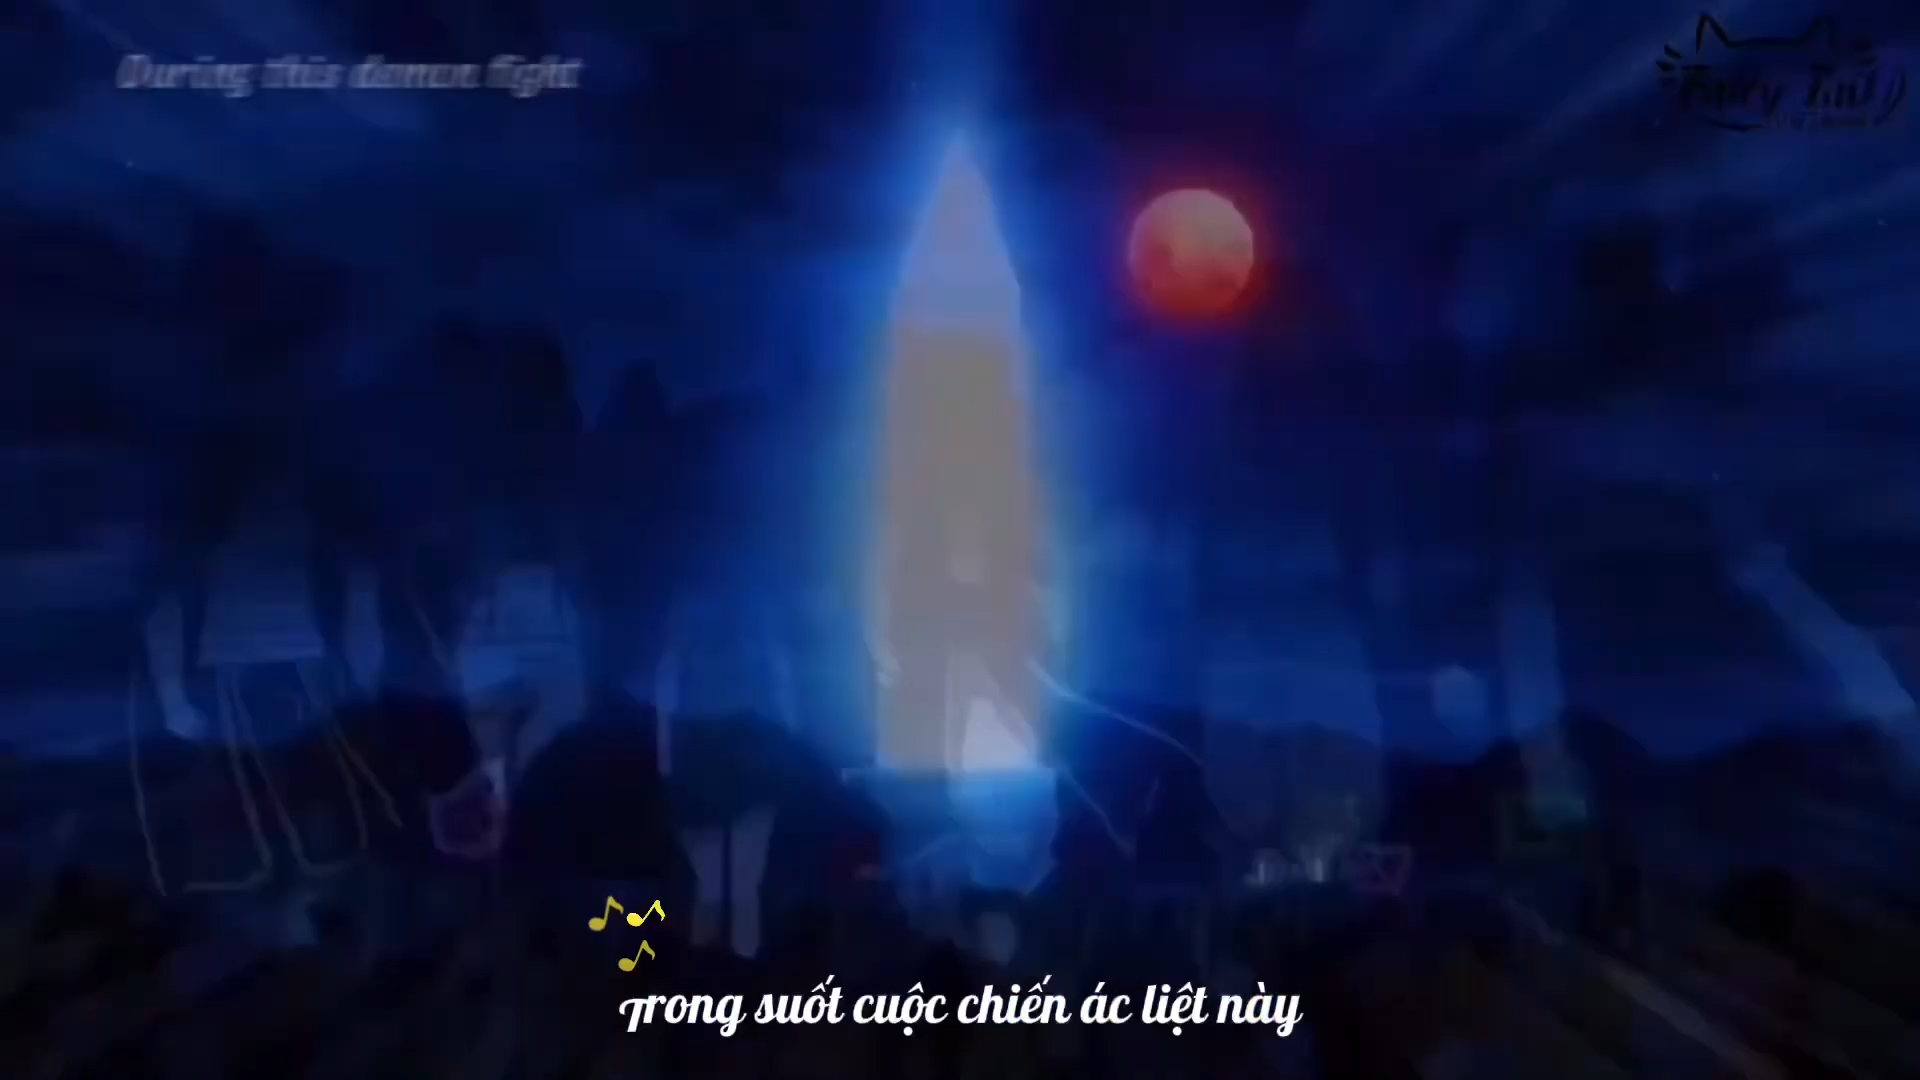 During this demon fight
Trong suốt cuộc chiến ác liệt này